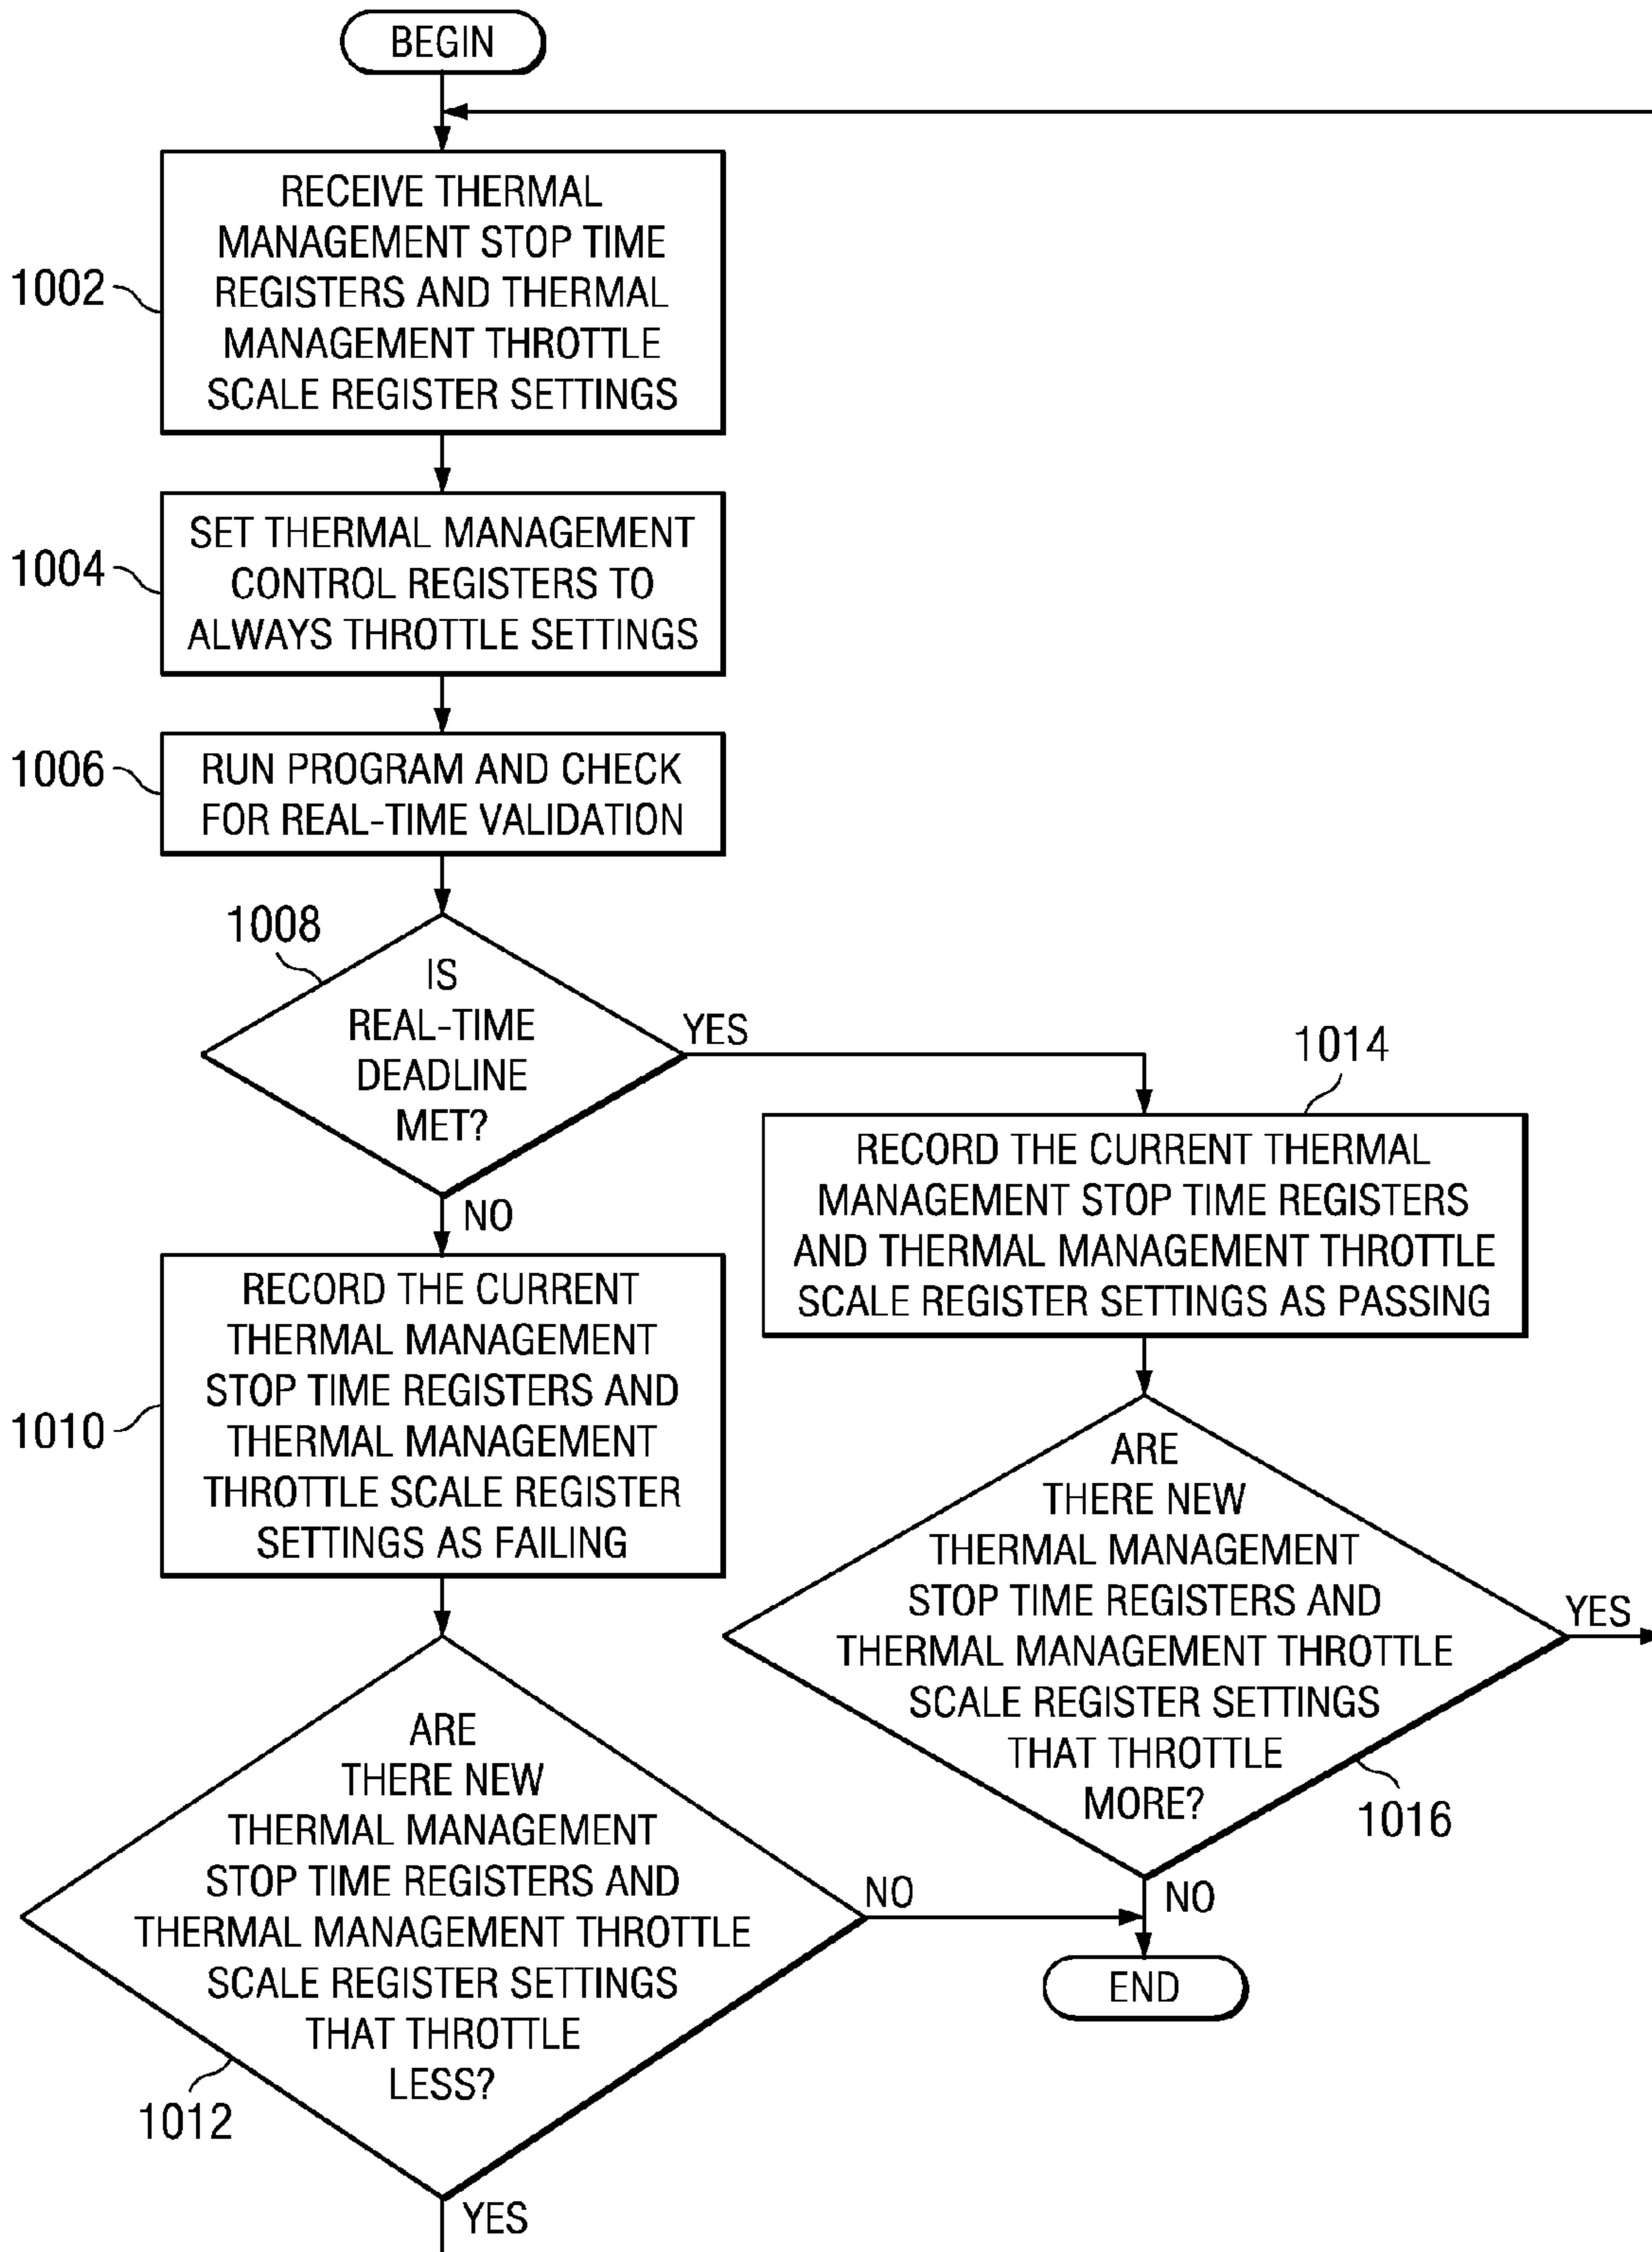 BEGIN
1002
RECEIVE THERMAL
MANAGEMENT STOP TIME
REGISTERS AND THERMAL
MANAGEMENT THROTTLE
SCALE REGISTER SETTINGS
1004
SET THERMAL MANAGEMENT
CONTROL REGISTERS TO
ALWAYS THROTTLE SETTINGS
1006
RUN PROGRAM AND CHECK
FOR REAL-TIME VALIDATION
1008
IS
REAL-TIME
DEADLINE
MET?
YES
NO
1010
RECORD THE CURRENT
THERMAL MANAGEMENT
STOP TIME REGISTERS AND
THERMAL MANAGEMENT
THROTTLE SCALE REGISTER
SETTINGS AS FAILING
1014
RECORD THE CURRENT THERMAL
MANAGEMENT STOP TIME REGISTERS
AND THERMAL MANAGEMENT THROTTLE
SCALE REGISTER SETTINGS AS PASSING
ARE
THERE NEW
THERMAL MANAGEMENT
STOP TIME REGISTERS AND
THERMAL MANAGEMENT THROTTLE
SCALE REGISTER SETTINGS
THAT THROTTLE
MORE?
YES
1016
NO
ARE
THERE NEW
THERMAL MANAGEMENT
STOP TIME REGISTERS AND
THERMAL MANAGEMENT THROTTLE
SCALE REGISTER SETTINGS
THAT THROTTLE
LESS?
NO
1012
YES
END